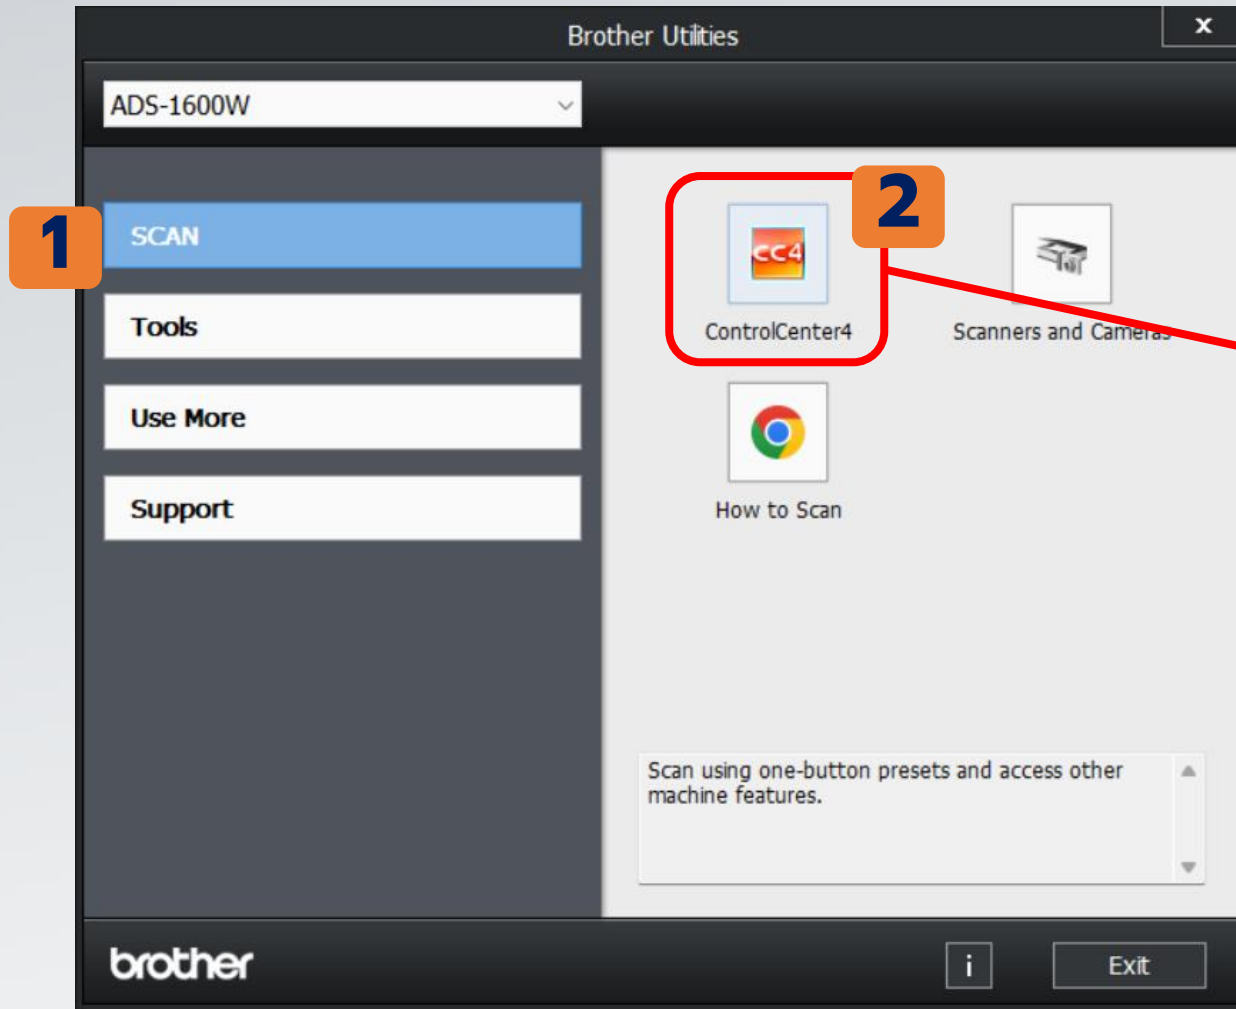 Brother Utilities
x
ADS-1600W
1
SCAN
Tools
Use More
Support
2
CC4
ControlCenter4
Scanners and Cameras
How to Scan
Scan using one-button presets and access other
machine features.
brother
i
Exit